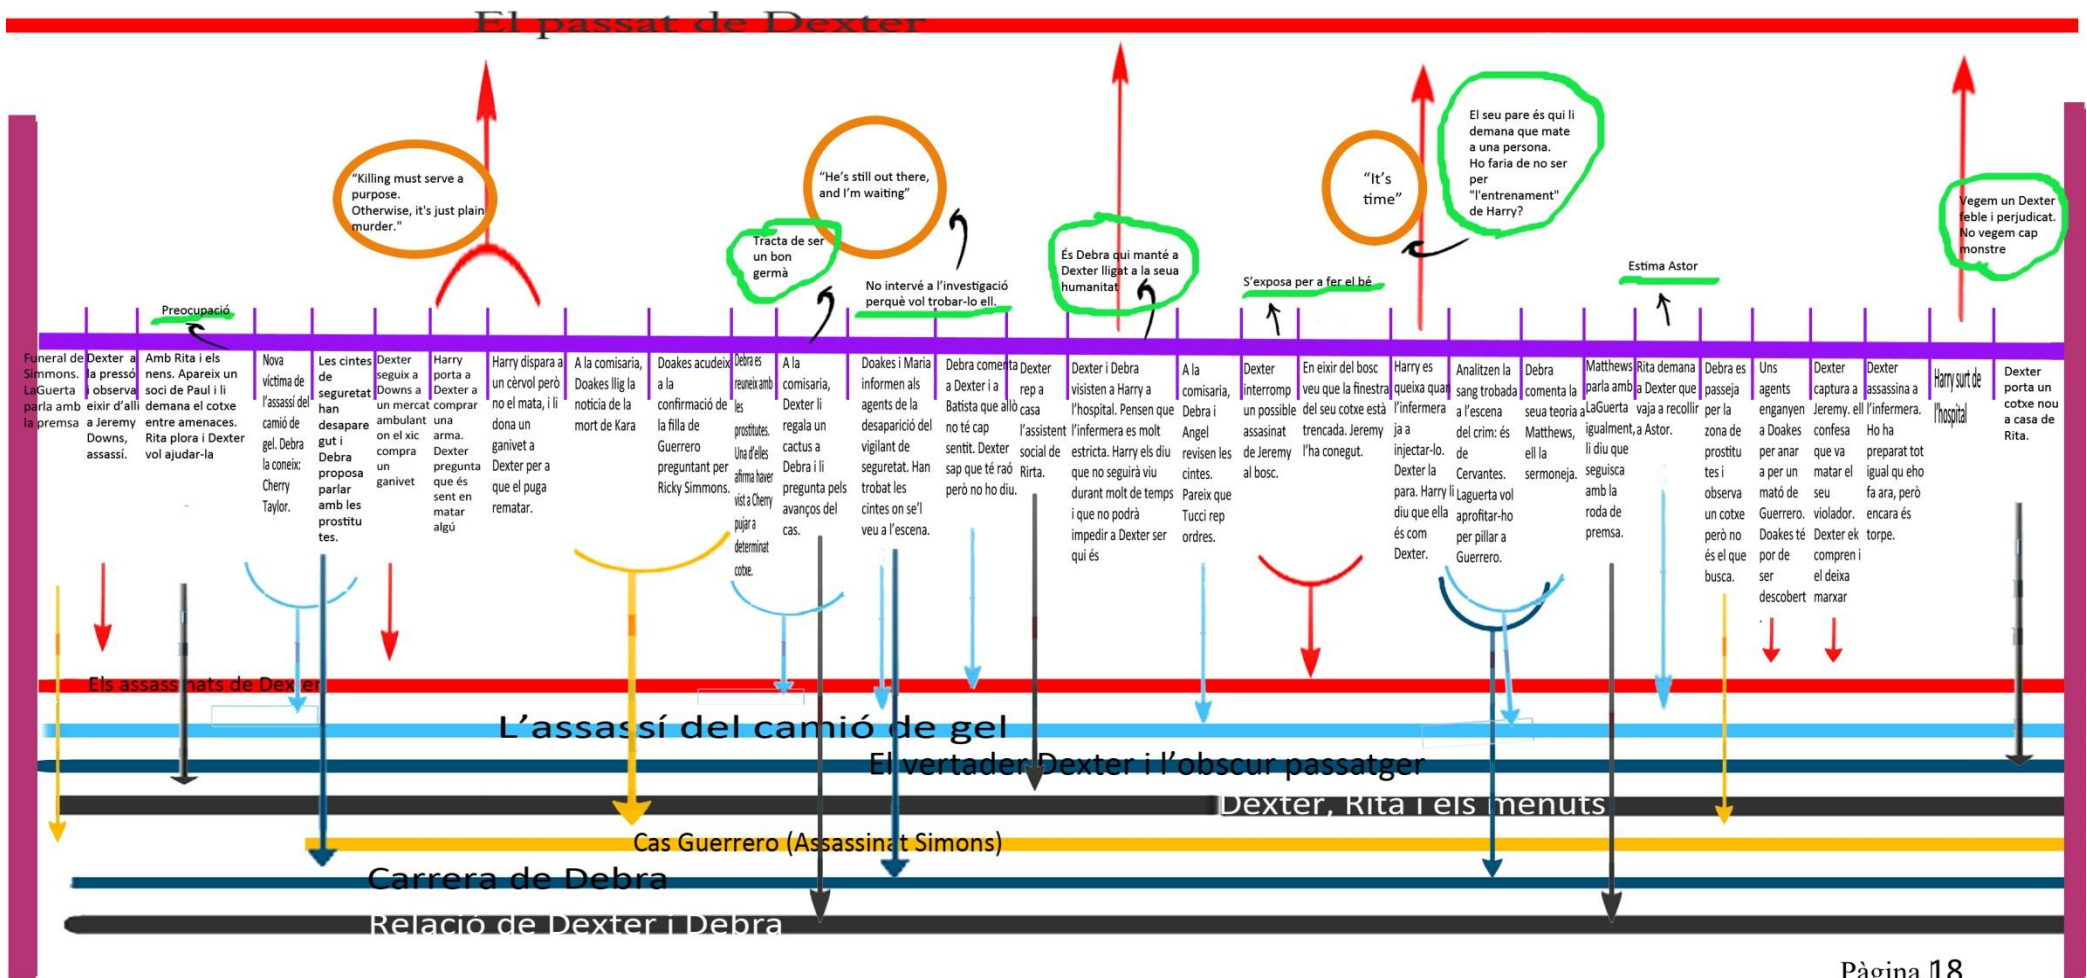 El passat de Dexter
"Killing must serve a
purpose.
Otherwise, it's just plain
murder."
“He’s still out there,
and I’m waiting”
“It’s
time”
El seu pare és qui li
demana que mate
a una persona.
Ho faria de no ser
per
"l'entrenament"
de Harry?
Vegem un Dexter
feble i perjudicat.
No vegem cap
monstre
Tracta de ser
un bon
germà
És Debra qui manté a
Dexter lligat a la seua
humanitat
No intervé a l’investigació
perquè vol trobar-lo ell.
S’exposa per a fer el bé
Estima Astor
Preocupació
Funeral de
Simmons.
LaGuerta
parla amb
la premsa
Dexter a
la pressó
i observa
eixir d’allí
a Jeremy
Downs,
assassí.
Amb Rita i els
nens. Apareix un
soci de Paul i li
demana el cotxe
entre amenaces.
Rita plora i Dexter
vol ajudar-la
Nova
víctima de
l’assassí del
camió de
gel. Debra
la coneix:
Cherry
Taylor.
Les cintes
de
seguretat
han
desapare
gut i
Debra
proposa
parlar
amb les
prostitu
tes.
Dexter
seguix a
Downs a
un mercat
ambulant
on el xic
compra
un
ganivet
Harry
porta a
Dexter a
comprar
una
arma.
Dexter
pregunta
que és
sent en
matar
algú
Harry dispara a
un cèrvol però
no el mata, i li
dona un
ganivet a
Dexter per a
que el puga
rematar.
A la comisaria,
Doakes llig la
noticia de la
mort de Kara
Doakes acudeix
a la
confirmació de
la filla de
Guerrero
preguntant per
Ricky Simmons.
Debra es
reuneix amb
les
prostitutes.
Una d’elles
afirma haver
vist a Cherry
pujar a
determinat
cotxe.
A la
comisaria,
Dexter li
regala un
cactus a
Debra i li
pregunta pels
avanços del
cas.
Doakes i Maria
informen als
agents de la
desaparició del
vigilant de
seguretat. Han
trobat les
cintes on se’l
veu a l’escena.
Debra comenta
a Dexter i a
Batista que allò
no té cap
sentit. Dexter
sap que té raó
però no ho diu.
Dexter
rep a
casa
l’assistent
social de
Rirta.
Dexter i Debra
visiten a Harry a
l’hospital. Pensen que
l’infermera es molt
estricta. Harry els diu
que no seguirà viu
durant molt de temps
i que no podrà
impedir a Dexter ser
qui és
A la
comisaria,
Debra i
Angel
revisen les
cintes.
Pareix que
Tucci rep
ordres.
Dexter
interromp
un possible
assasinat
de Jeremy
al bosc.
En eixir del bosc
veu que la finestra
del seu cotxe està
trencada. Jeremy
l’ha conegut.
Harry es
queixa quan
l’infermera
ja a
injectar-lo.
Dexter la
para. Harry li
diu que ella
és com
Dexter.
Analitzen la
sang trobada
a l’escena
del crim: és
de
Cervantes.
Laguerta vol
aprofitar-ho
per pillar a
Guerrero.
Debra
comenta la
seua teoria a
Matthews,
ell la
sermoneja.
Matthews
parla amb
LaGuerta
igualment,
li diu que
seguisca
amb la
roda de
premsa.
Rita demana
a Dexter que
vaja a recollir
a Astor.
Debra es
passeja
per la
zona de
prostitu
tes i
observa
un cotxe
però no
és el que
busca.
Uns
agents
enganyen
a Doakes
per anar
a per un
mató de
Guerrero.
Doakes té
por de
ser
descobert
.
Dexter
captura a
Jeremy. ell
confesa
que va
matar el
seu
violador.
Dexter ek
compren i
el deixa
marxar
Dexter
assassina a
l’infermera.
Ho ha
preparat tot
igual qu eho
fa ara, però
encara és
torpe.
Harry surt de
l’hospital
Dexter
porta un
cotxe nou
a casa de
Rita.
Els assassinats de Dexter
L’assassí del camió de gel
El vertader Dexter i l’obscur passatger
Dexter, Rita i els menuts
Cas Guerrero (Assassinat Simons)
Carrera de Debra
Relació de Dexter i Debra
Pàgina 18